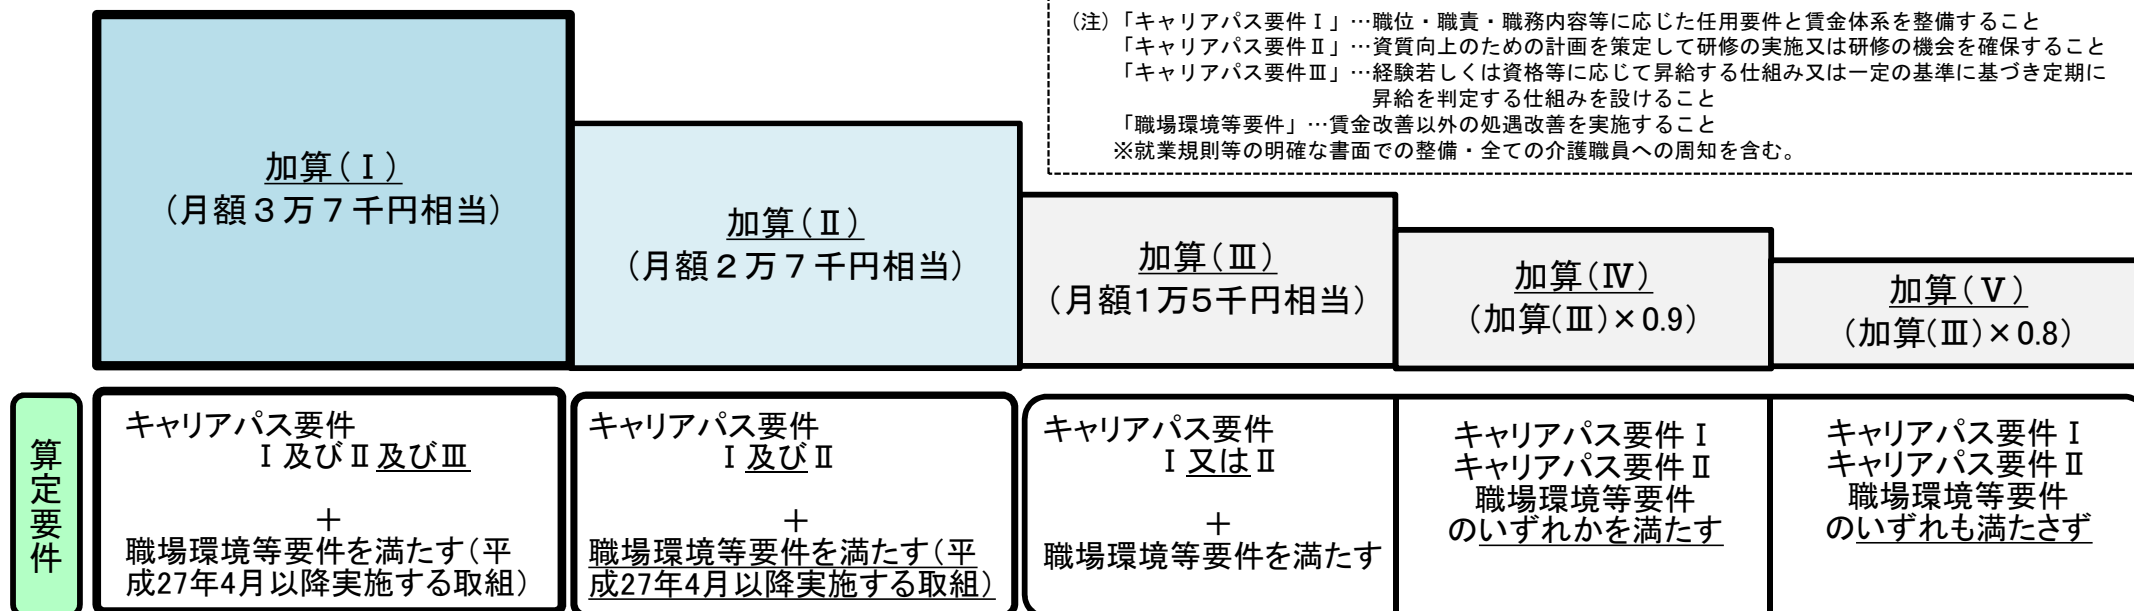 (注)「キャリアパス要件Ⅰ」…職位・職責・職務内容等に応じた任用要件と賃金体系を整備すること
「キャリアパス要件Ⅱ」…資質向上のための計画を策定して研修の実施又は研修の機会を確保すること
「キャリアパス要件Ⅲ」…経験若しくは資格等に応じて昇給する仕組み又は一定の基準に基づき定期に
昇給を判定する仕組みを設けること
「職場環境等要件」…賃金改善以外の処遇改善を実施すること
※就業規則等の明確な書面での整備・全ての介護職員への周知を含む。
加算(Ⅰ)
(月額3万7千円相当)
加算(Ⅱ)
(月額2万7千円相当)
加算(Ⅲ)
(月額1万5千円相当)
加算(Ⅳ)
(加算(Ⅲ)×0.9)
加算(Ⅴ)
(加算(Ⅲ)×0.8)
算定要件
キャリアパス要件
Ⅰ及びⅡ及びⅢ
+
職場環境等要件を満たす(平
成27年4月以降実施する取組)
キャリアパス要件
Ⅰ及びⅡ
+
職場環境等要件を満たす(平
成27年4月以降実施する取組)
キャリアパス要件
Ⅰ又はⅡ
+
職場環境等要件を満たす
キャリアパス要件Ⅰ
キャリアパス要件Ⅱ
職場環境等要件
のいずれかを満たす
キャリアパス要件Ⅰ
キャリアパス要件Ⅱ
職場環境等要件
のいずれも満たさず